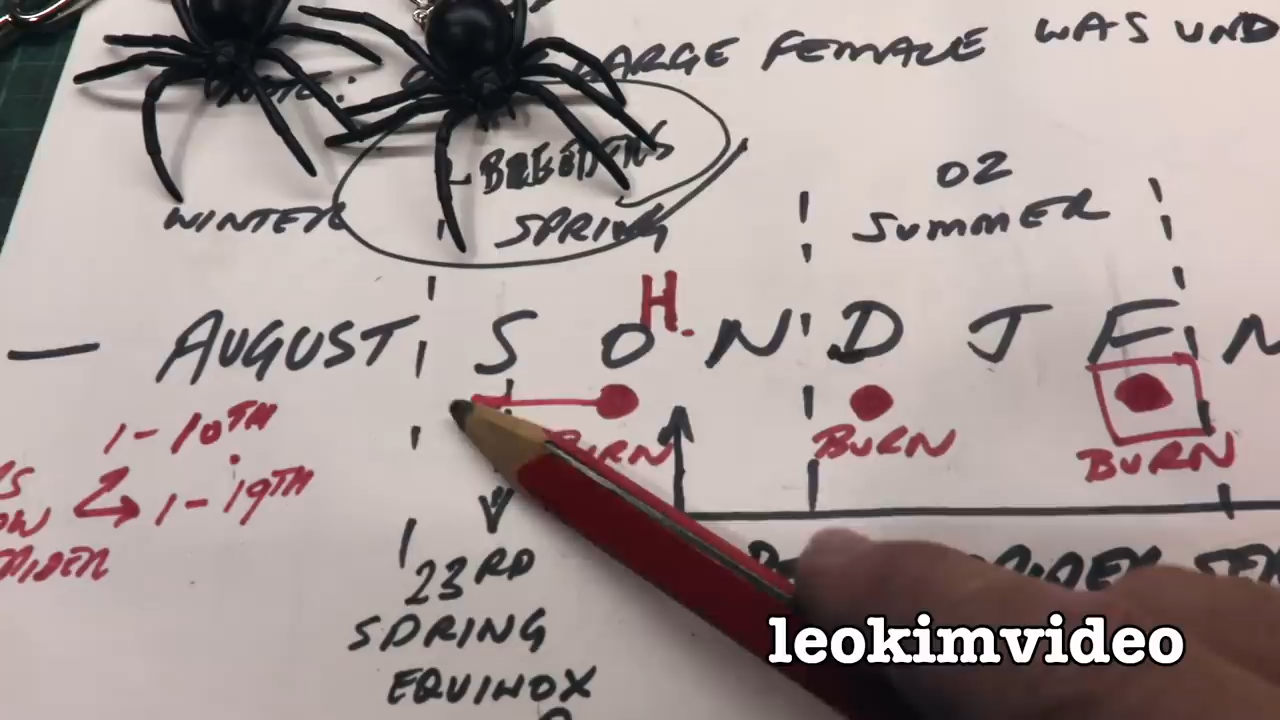 NOTE: LARGE FEMALE WAS UND
BREEDING
02
WINTER SPRING SUMMER
H.
AUGUST S O N D J F
1-10TH BURN BURN BURN
1-19TH
23RD
SPRING
EQUINOX
leokimvideo